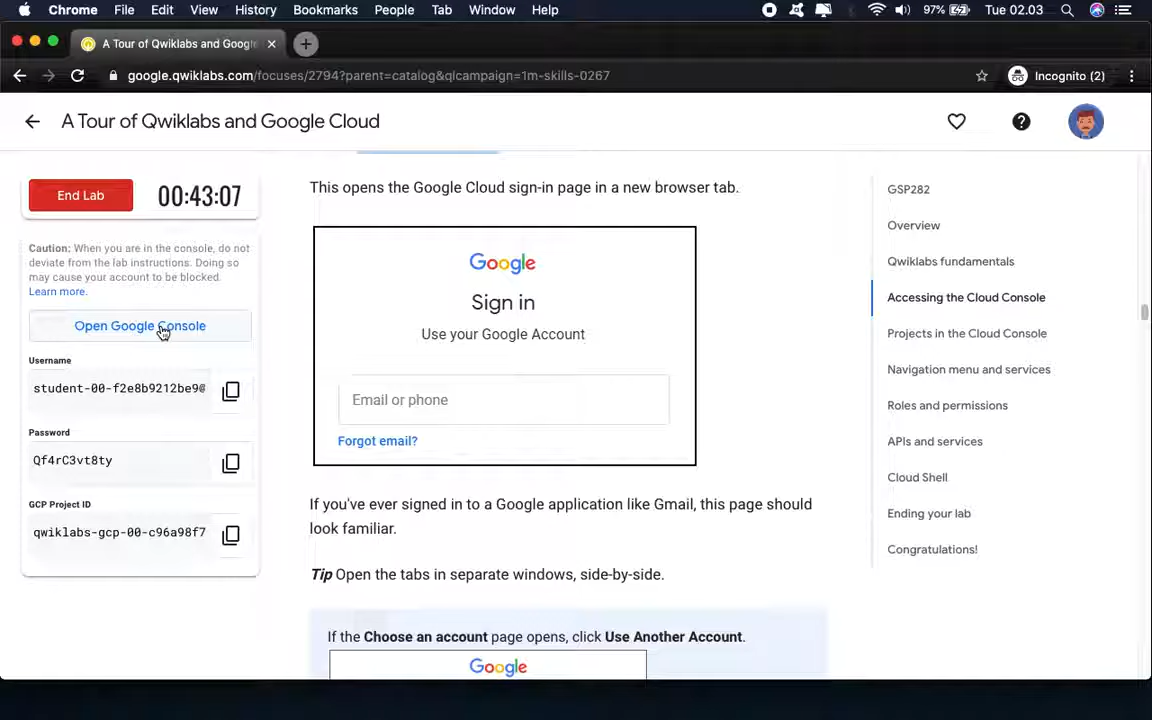 Chrome File Edit View History Bookmarks People Tab Window Help 97% Tue 02.03
A Tour of Qwiklabs and Google
google.qwiklabs.com/focuses/2794?parent=catalog&qlcampaign=1m-skills-0267 Incognito (2)
A Tour of Qwiklabs and Google Cloud
End Lab 00:43:07
Caution: When you are in the console, do not
deviate from the lab instructions. Doing so
may cause your account to be blocked.
Learn more.
Open Google Console
Username
student-00-f2e8b9212be9@
Password
Qf4rC3vt8ty
GCP Project ID
qwiklabs-gcp-00-c96a98f7
This opens the Google Cloud sign-in page in a new browser tab.
Google
Sign in
Use your Google Account
Email or phone
Forgot email?
If you've ever signed in to a Google application like Gmail, this page should
look familiar.
Tip Open the tabs in separate windows, side-by-side.
If the Choose an account page opens, click Use Another Account.
Google
GSP282
Overview
Qwiklabs fundamentals
Accessing the Cloud Console
Projects in the Cloud Console
Navigation menu and services
Roles and permissions
APIs and services
Cloud Shell
Ending your lab
Congratulations!